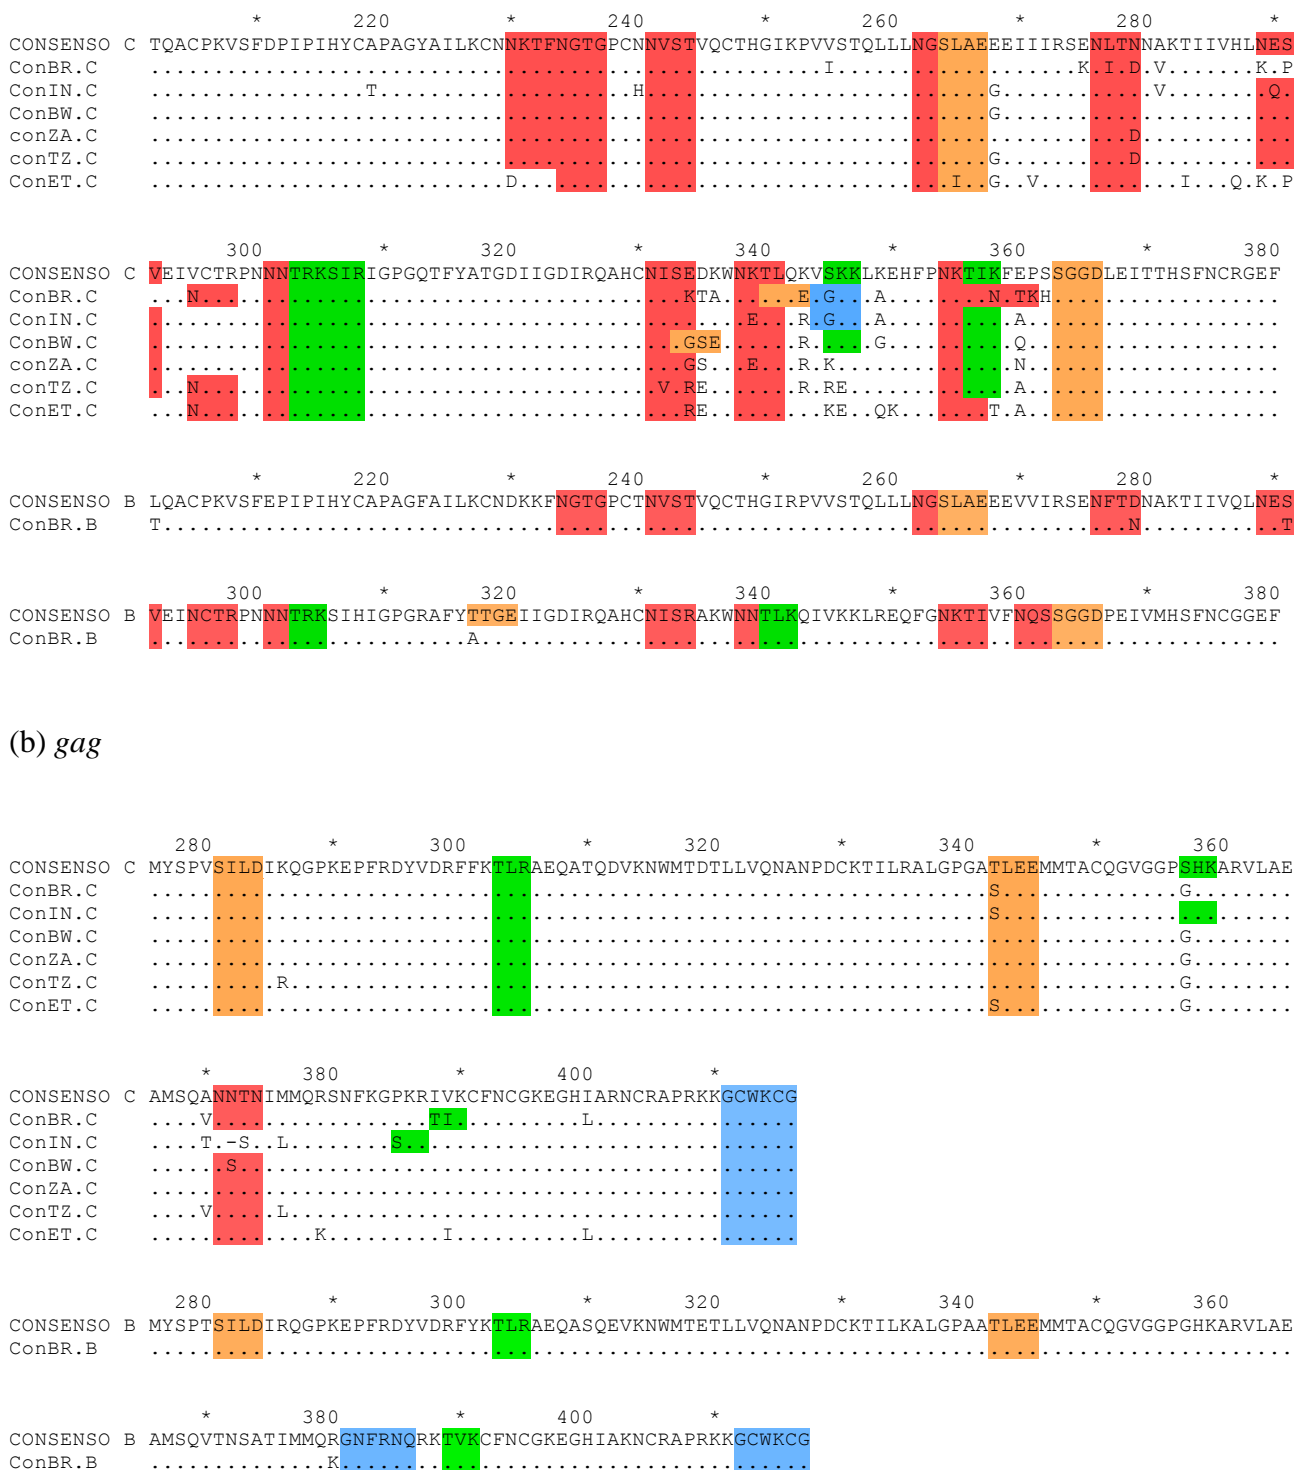 * 220 * 240 * 260 * 280 *
CONSENSO C TQACPKVSFDPIPIHYCAPAGYAILKCNNKTFNGTGPCNNVSTVQCTHGIKPVVSTQLLLNGSLAEEEIIIRSENLTNNAKTIIVHLNES
ConBR.C .....................................................I...................K.I.D.V.......K.P
ConIN.C .................T....................H...........................G............V........Q.
ConBW.C ..................................................................G.......................
conZA.C .............................................................................D............
conTZ.C ..................................................................G..........D............
ConET.C ............................D..................................I..G..V...........I...Q.K.P
300 * 320 * 340 * 360 * 380
CONSENSO C VEIVCTRPNNNTRKSIRIGPGQTFYATGDIIGDIRQAHCNISEDKWNKTLQKVSKKLKEHFPNKTIKFEPSSGGDLEITTHSFNCRGEF
ConBR.C ...N......................................KTA......E.G...A........N.TKH..................
ConIN.C ...............................................E...R.G...A..........A....................
ConBW.C ..........................................GSE......R.....G..........Q....................
conZA.C ..........................................GS...E...R.K..............N....................
conTZ.C ...N....................................V.RE.......R.RE.............A....................
ConET.C ...N......................................RE.........KE..QK.......T.A....................
* 220 * 240 * 260 * 280 *
CONSENSO B LQACPKVSFEPIPIHYCAPAGFAILKCNDKKFNGTGPCTNVSTVQCTHGIRPVVSTQLLLNGSLAEEEVVIRSENFTDNAKTIIVQLNES
ConBR.B T............................................................................N...........T
300 * 320 * 340 * 360 * 380
CONSENSO B VEINCTRPNNNTRKSIHIGPGRAFYTTGEIIGDIRQAHCNISRAKWNNTLKQIVKKLREQFGNKTIVFNQSSGGDPEIVMHSFNCGGEF
ConBR.B .........................A...............................................................
(b) gag
280 * 300 * 320 * 340 * 360
CONSENSO C MYSPVSILDIKQGPKEPFRDYVDRFFKTLRAEQATQDVKNWMTDTLLVQNANPDCKTILRALGPGATLEEMMTACQGVGGPSHKARVLAE
ConBR.C ..................................................................S..............G........
ConIN.C ..................................................................S.......................
ConBW.C .................................................................................G........
ConZA.C .................................................................................G........
ConTZ.C ..........R......................................................................G........
ConET.C ..................................................................S..............G........
* 380 * 400 *
CONSENSO C AMSQANNTNIMMQRSNFKGPKRIVKCFNCGKEGHIARNCRAPRKKGCWKCG
ConBR.C ....V.................TI..........L................
ConIN.C ....T.-S..L........S...............................
ConBW.C ......S............................................
ConZA.C ...................................................
ConTZ.C ....V.....L........................................
ConET.C .............K.........I..........L................
280 * 300 * 320 * 340 * 360
CONSENSO B MYSPTSILDIRQGPKEPFRDYVDRFYKTLRAEQASQEVKNWMTETLLVQNANPDCKTILKALGPAATLEEMMTACQGVGGPGHKARVLAE
ConBR.B ..........................................................................................
* 380 * 400 *
CONSENSO B AMSQVTNSATIMMQRGNFRNQRKTVKCFNCGKEGHIAKNCRAPRKKGCWKCG
ConBR.B ..............K.....................................